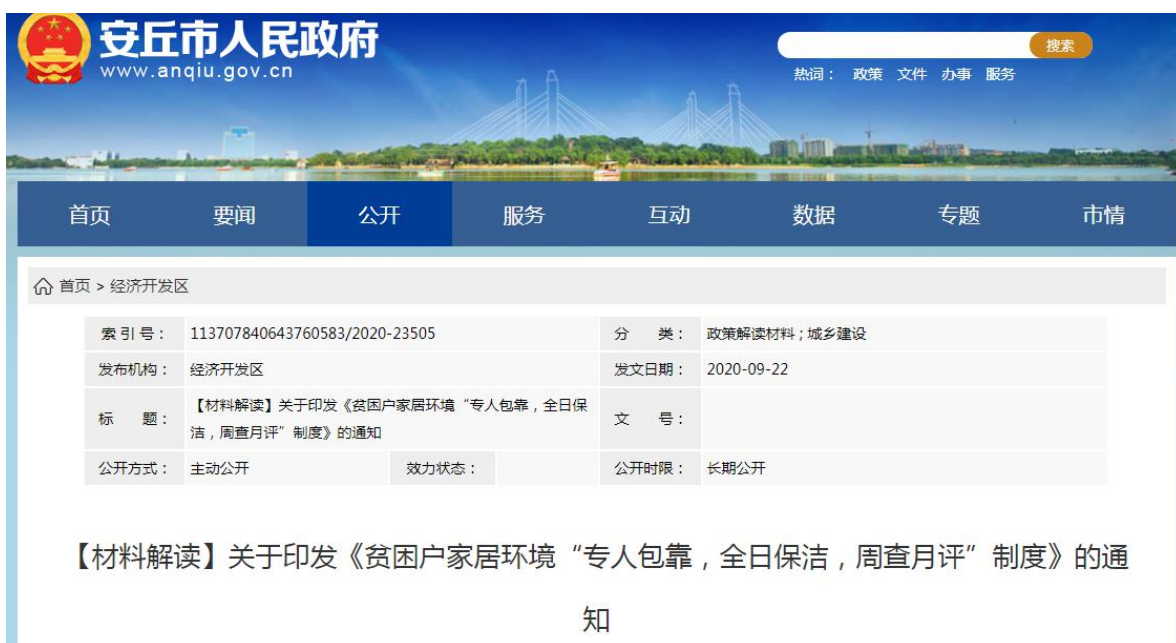 安丘市人民政府
www.anqiu.gov.cn
搜索
热词： 政策 文件 办事 服务
首页 要闻 公开 服务 互动 数据 专题 市情
首页 > 经济开发区
索引号： 113707840643760583/2020-23505 分 类： 政策解读材料；城乡建设
发布机构： 经济开发区 发文日期： 2020-09-22
标 题： 【材料解读】关于印发《贫困户家居环境“专人包靠，全日保
洁，周查月评”制度》的通知 文 号：
公开方式： 主动公开 效力状态： 公开时限： 长期公开
【材料解读】关于印发《贫困户家居环境“专人包靠，全日保洁，周查月评”制度》的通
知